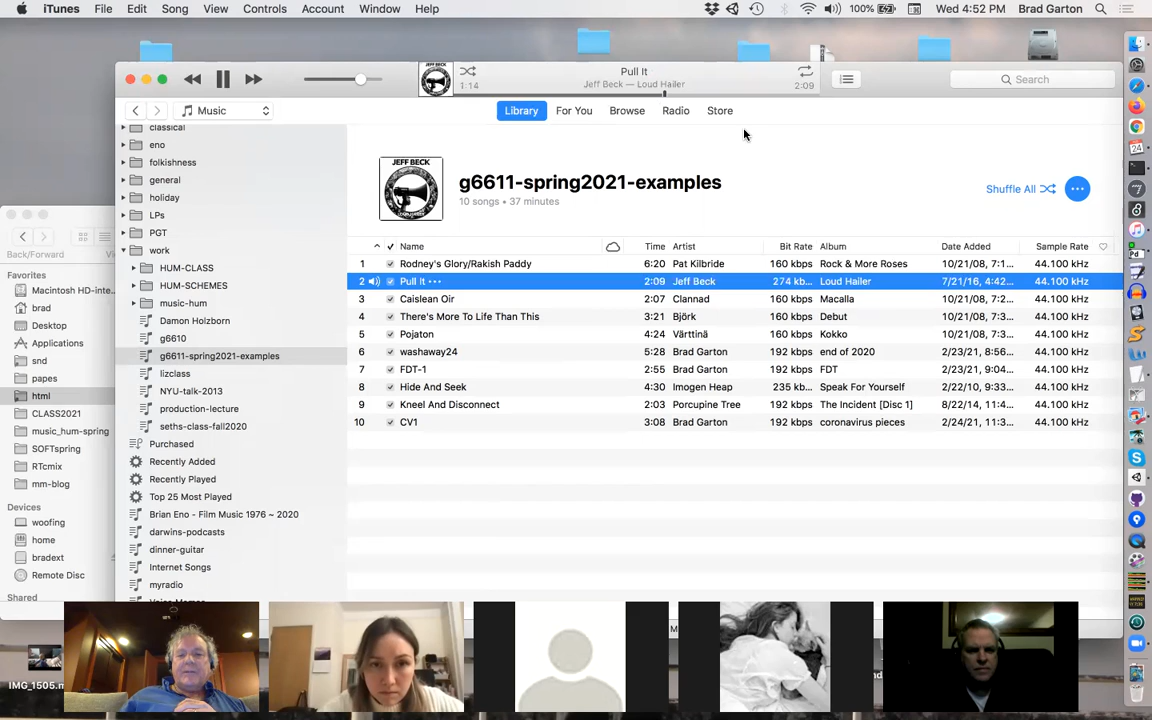 iTunes File Edit Song View Controls Account Window Help 100% Wed 4:52 PM Brad Garton
Pull It
1:14 Jeff Beck — Loud Hailer 2:09
Search
Music Library For You Browse Radio Store
classical
eno
folkishness
general
holiday
LPs
PGT
work
HUM-CLASS
HUM-SCHEMES
music-hum
Damon Holzborn
g6610
g6611-spring2021-examples
lizclass
NYU-talk-2013
production-lecture
seths-class-fall2020
Purchased
Recently Added
Recently Played
Top 25 Most Played
Brian Eno - Film Music 1976 ~ 2020
darwins-podcasts
dinner-guitar
Internet Songs
myradio
JEFF BECK
g6611-spring2021-examples
10 songs • 37 minutes
Shuffle All
Name Time Artist Bit Rate Album Date Added Sample Rate
1 Rodney's Glory/Rakish Paddy 6:20 Pat Kilbride 160 kbps Rock & More Roses 10/21/08, 7:1... 44.100 kHz
2 Pull It ••• 2:09 Jeff Beck 274 kb... Loud Hailer 7/21/16, 4:42... 44.100 kHz
3 Caislean Oir 2:07 Clannad 160 kbps Macalla 10/21/08, 7:2... 44.100 kHz
4 There's More To Life Than This 3:21 Björk 160 kbps Debut 10/21/08, 7:3... 44.100 kHz
5 Pojaton 4:24 Värttinä 160 kbps Kokko 10/21/08, 7:3... 44.100 kHz
6 washaway24 5:28 Brad Garton 192 kbps end of 2020 2/23/21, 8:56... 44.100 kHz
7 FDT-1 2:55 Brad Garton 192 kbps FDT 2/23/21, 9:00... 44.100 kHz
8 Hide And Seek 4:30 Imogen Heap 235 kb... Speak For Yourself 2/22/10, 9:33... 44.100 kHz
9 Kneel And Disconnect 2:03 Porcupine Tree 192 kbps The Incident [Disc 1] 8/22/14, 11:4... 44.100 kHz
10 CV1 3:08 Brad Garton 192 kbps coronavirus pieces 2/24/21, 11:4... 44.100 kHz
Back/Forward
Favorites
Macintosh HD-inte...
brad
Desktop
Applications
snd
papes
html
CLASS2021
music_hum-spring
SOFTspring
RTcmix
mm-blog
Devices
woofing
home
bradext
Remote Disc
Shared
24
Pd